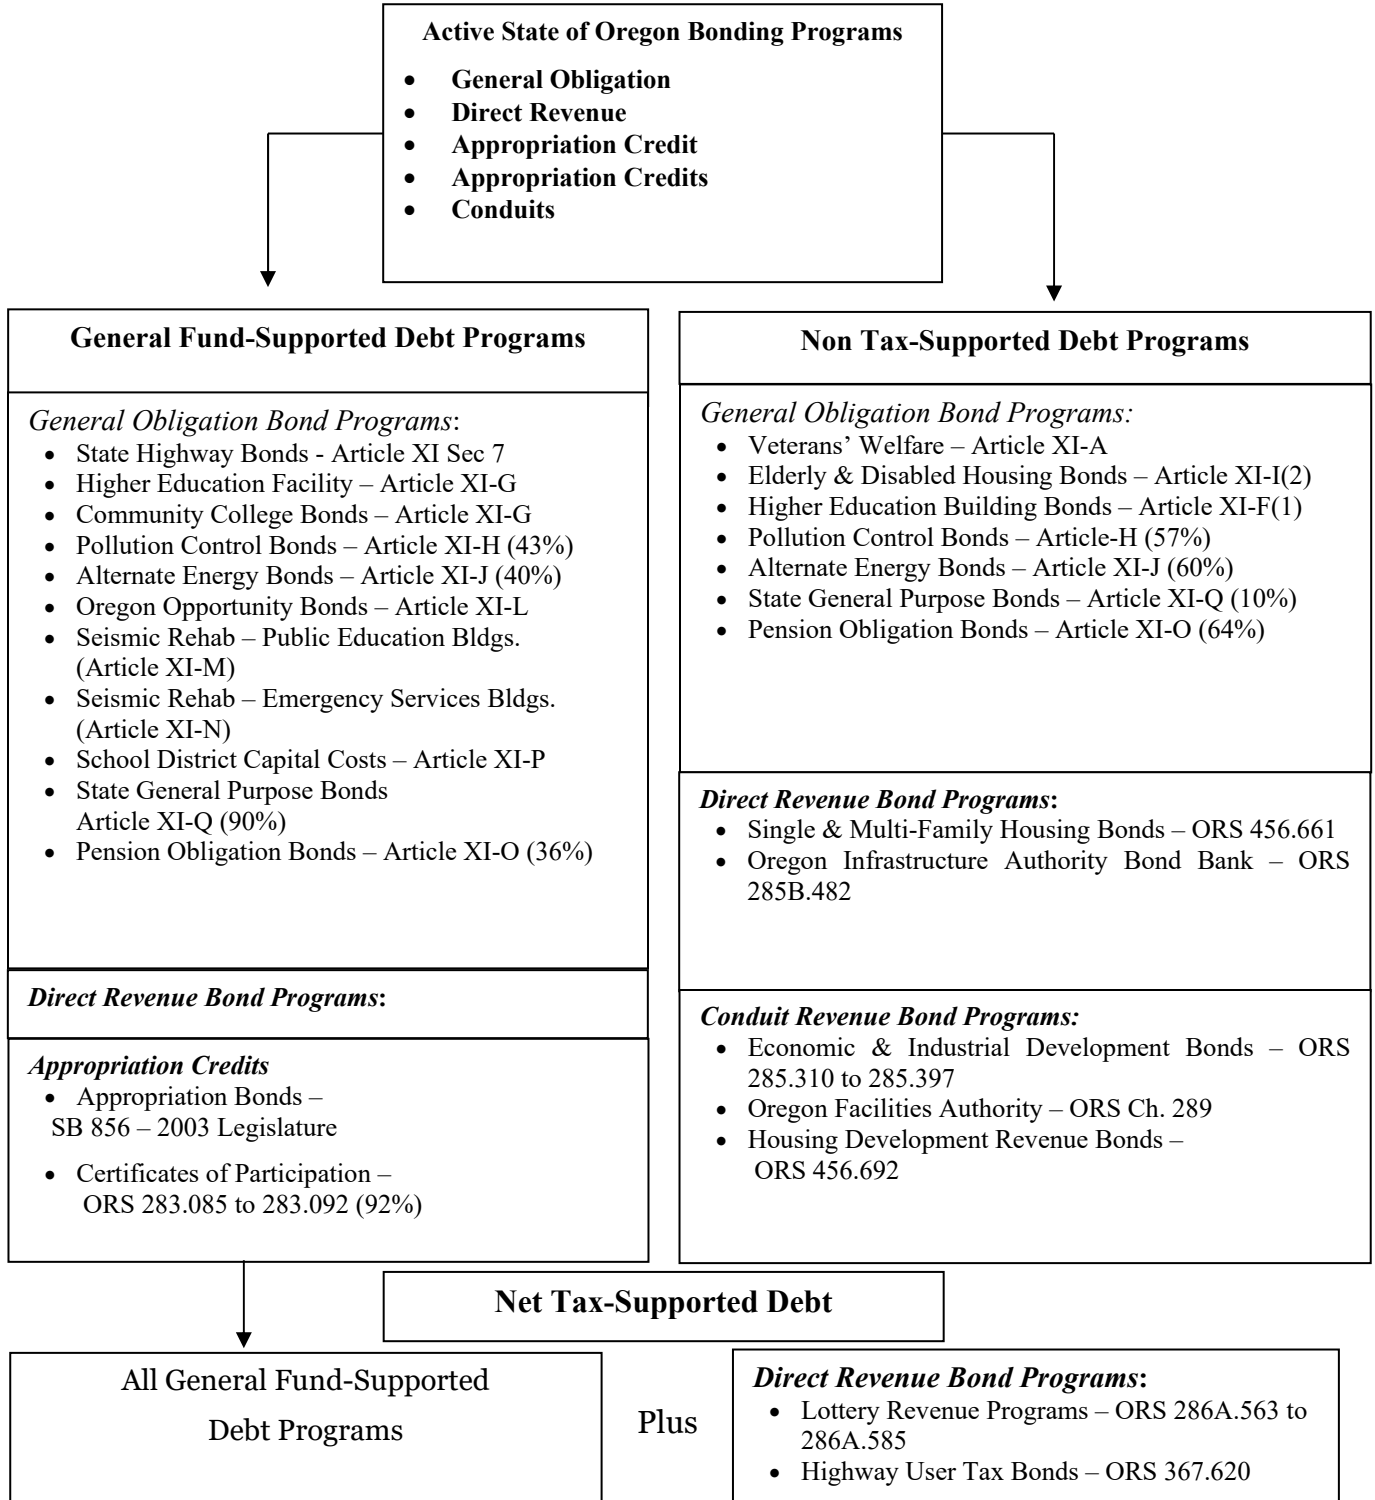 Active State of Oregon Bonding Programs
• General Obligation
• Direct Revenue
• Appropriation Credit
• Appropriation Credits
• Conduits
General Fund-Supported Debt Programs
General Obligation Bond Programs:
• State Highway Bonds - Article XI Sec 7
• Higher Education Facility – Article XI-G
• Community College Bonds – Article XI-G
• Pollution Control Bonds – Article XI-H (43%)
• Alternate Energy Bonds – Article XI-J (40%)
• Oregon Opportunity Bonds – Article XI-L
• Seismic Rehab – Public Education Bldgs.
(Article XI-M)
• Seismic Rehab – Emergency Services Bldgs.
(Article XI-N)
• School District Capital Costs – Article XI-P
• State General Purpose Bonds
Article XI-Q (90%)
• Pension Obligation Bonds – Article XI-O (36%)
Direct Revenue Bond Programs:
Appropriation Credits
• Appropriation Bonds –
SB 856 – 2003 Legislature
• Certificates of Participation –
ORS 283.085 to 283.092 (92%)
Non Tax-Supported Debt Programs
General Obligation Bond Programs:
• Veterans’ Welfare – Article XI-A
• Elderly & Disabled Housing Bonds – Article XI-I(2)
• Higher Education Building Bonds – Article XI-F(1)
• Pollution Control Bonds – Article-H (57%)
• Alternate Energy Bonds – Article XI-J (60%)
• State General Purpose Bonds – Article XI-Q (10%)
• Pension Obligation Bonds – Article XI-O (64%)
Direct Revenue Bond Programs:
• Single & Multi-Family Housing Bonds – ORS 456.661
• Oregon Infrastructure Authority Bond Bank – ORS
285B.482
Conduit Revenue Bond Programs:
• Economic & Industrial Development Bonds – ORS
285.310 to 285.397
• Oregon Facilities Authority – ORS Ch. 289
• Housing Development Revenue Bonds –
ORS 456.692
Net Tax-Supported Debt
All General Fund-Supported
Debt Programs
Plus
Direct Revenue Bond Programs:
• Lottery Revenue Programs – ORS 286A.563 to
286A.585
• Highway User Tax Bonds – ORS 367.620